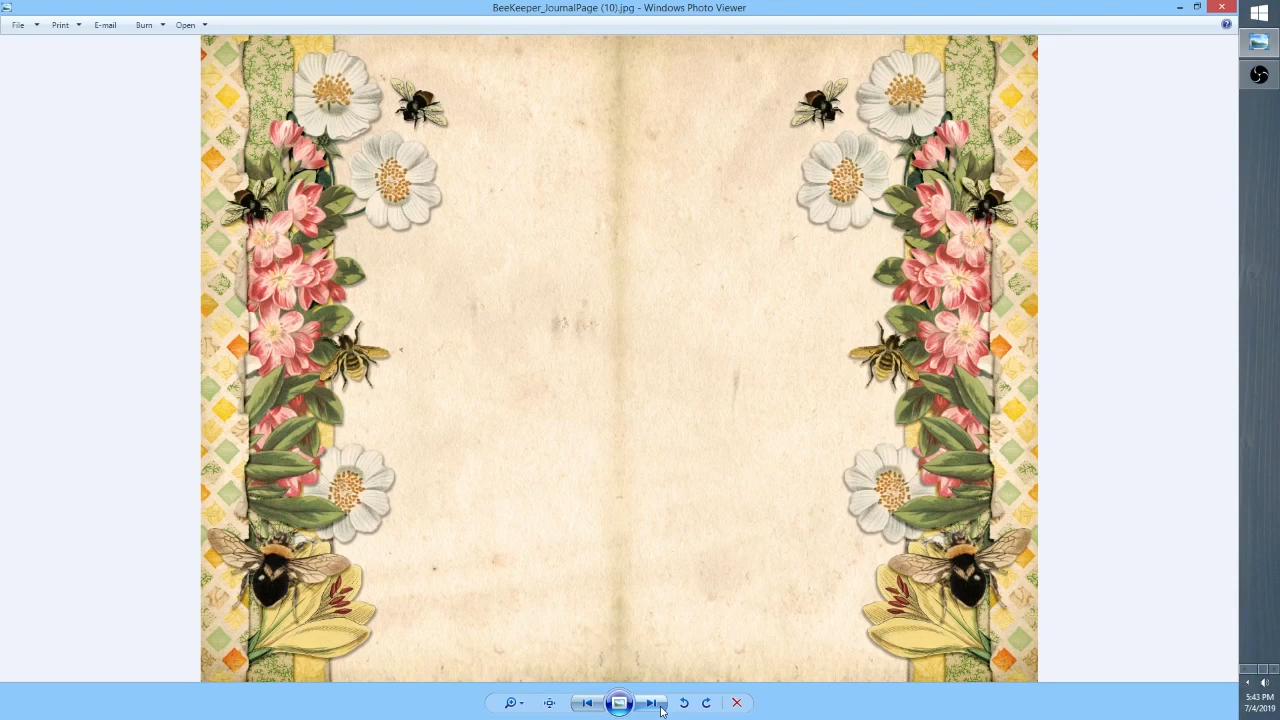 BeeKeeper_JournalPage (10).jpg - Windows Photo Viewer
File Print E-mail Burn Open
5:43 PM
7/4/2019